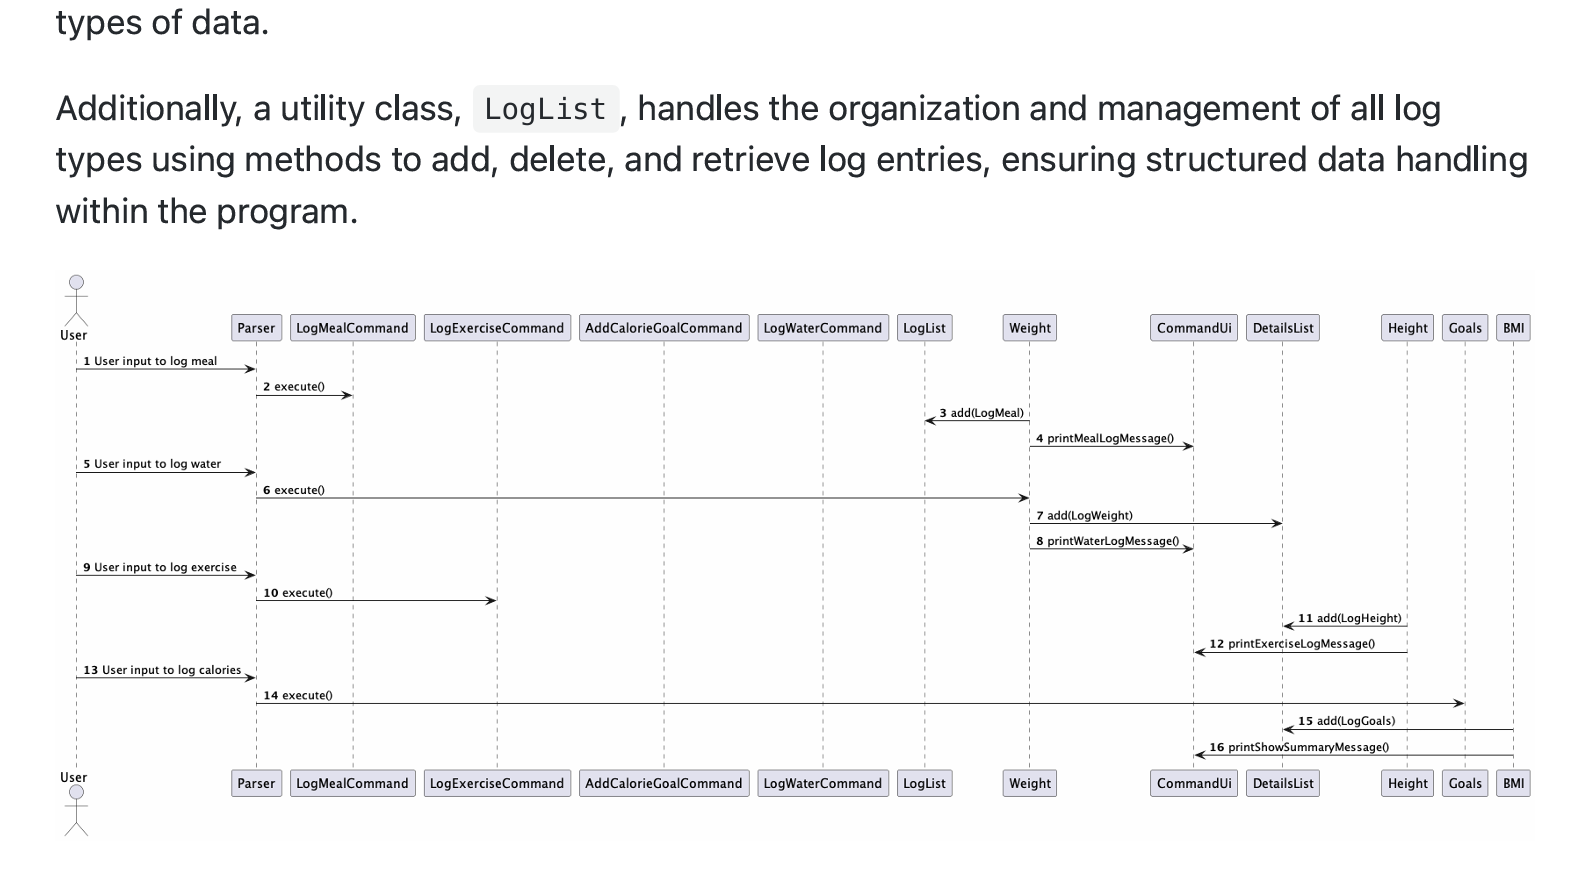 types of data.
Additionally, a utility class, LogList, handles the organization and management of all log
types using methods to add, delete, and retrieve log entries, ensuring structured data handling
within the program.
User
Parser LogMealCommand LogExerciseCommand AddCalorieGoalCommand LogWaterCommand LogList Weight CommandUi DetailsList Height Goals BMI
1 User input to log meal
2 execute()
3 add(LogMeal)
4 printMealLogMessage()
5 User input to log water
6 execute()
7 add(LogWeight)
8 printWaterLogMessage()
9 User input to log exercise
10 execute()
11 add(LogHeight)
12 printExerciseLogMessage()
13 User input to log calories
14 execute()
15 add(LogGoals)
16 printShowSummaryMessage()
User
Parser LogMealCommand LogExerciseCommand AddCalorieGoalCommand LogWaterCommand LogList Weight CommandUi DetailsList Height Goals BMI